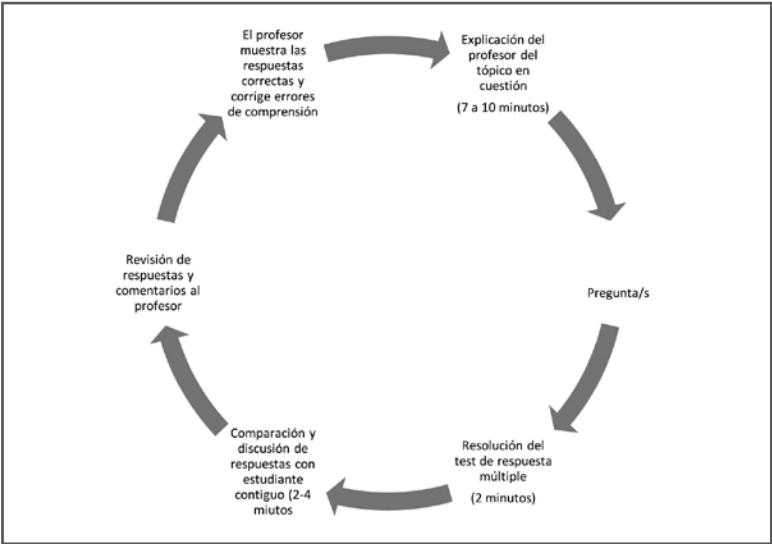 El profesor
muestra las
respuestas
correctas y
corrige errores
de comprensión
Explicación del
profesor del
tópico en
cuestión
(7 a 10 minutos)
Pregunta/s
Resolución del
test de respuesta
múltiple
(2 minutos)
Comparación y
discusión de
respuestas con
estudiante
contiguo (2-4
miutos
Revisión de
respuestas y
comentarios al
profesor